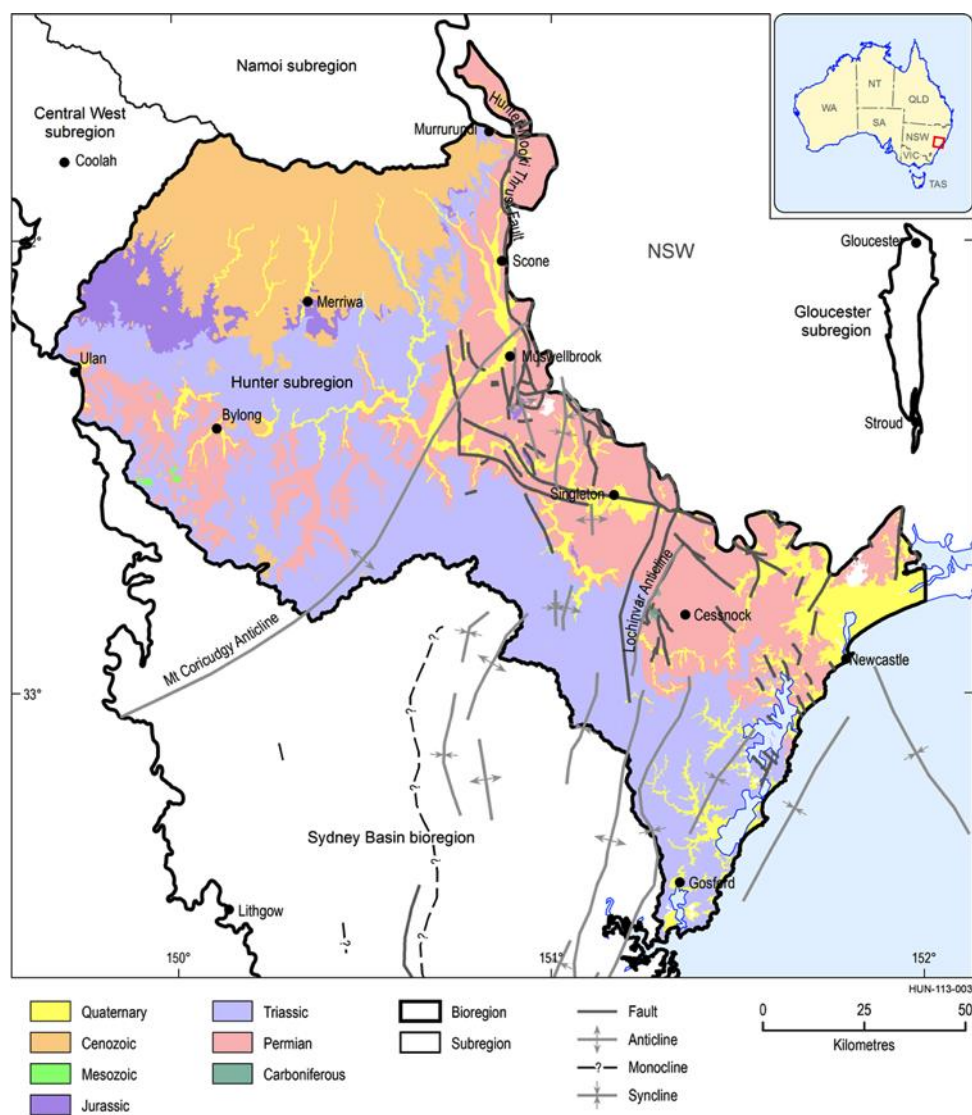 Namoi subregion
Central West
subregion
Coolah
Murrurundi
Hunter-Mooki Thrust Fault
NT
QLD
WA
SA
NSW
VIC
TAS
NSW
Gloucester
Gloucester
subregion
Stroud
Scone
Merriwa
Muswellbrook
Ulan
Hunter subregion
Bylong
Singleton
Lochinvar Anticline
Cessnock
Mt Coricudgy Anticline
33°
Newcastle
Sydney Basin bioregion
Gosford
Lithgow
150°
151°
152°
HUN-113-003
Quaternary
Cenozoic
Mesozoic
Jurassic
Triassic
Permian
Carboniferous
Bioregion
Subregion
Fault
Anticline
Monocline
Syncline
0 25 50
Kilometres